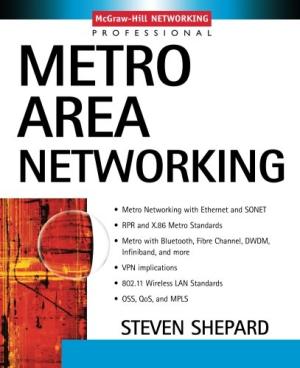 McGraw-Hill NETWORKING
PROFESSIONAL
METRO
AREA
NETWORKING
• Metro Networking with Ethernet and SONET
• RPR and X.86 Metro Standards
• Metro with Bluetooth, Fibre Channel, DWDM,
Infiniband, and more
• VPN implications
• 802.11 Wireless LAN Standards
• OSS, QoS, and MPLS
STEVEN SHEPARD